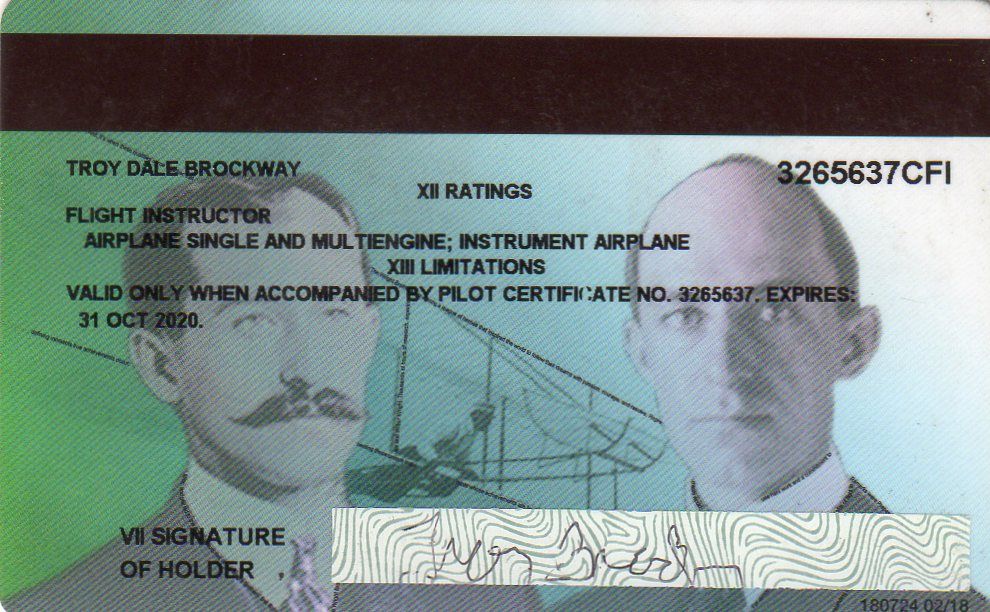 TROY DALE BROCKWAY
3265637CFI
XII RATINGS
FLIGHT INSTRUCTOR
AIRPLANE SINGLE AND MULTIENGINE; INSTRUMENT AIRPLANE
XIII LIMITATIONS
VALID ONLY WHEN ACCOMPANIED BY PILOT CERTIFICATE NO. 3265637. EXPIRES:
31 OCT 2020.
VII SIGNATURE
OF HOLDER
180724 02/18